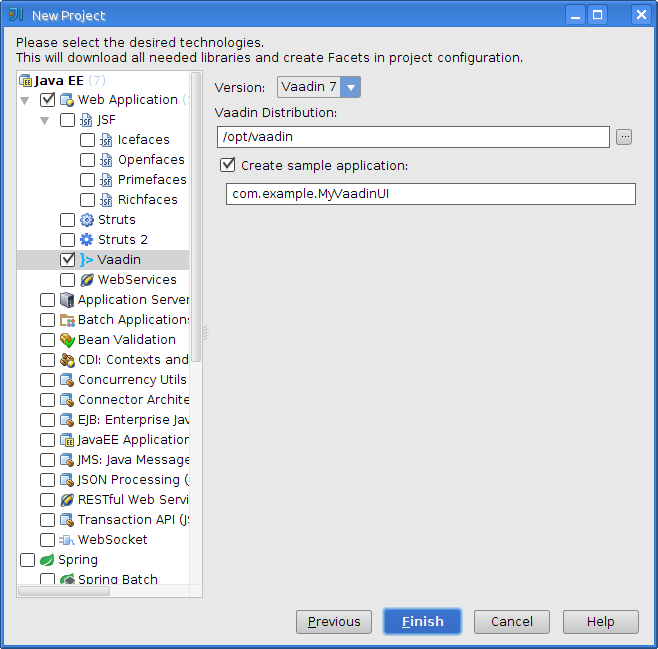 New Project
Please select the desired technologies.
This will download all needed libraries and create Facets in project configuration.
Java EE (7)
Web Application (
JSF
Icefaces
Openfaces
Primefaces
Richfaces
Struts
Struts 2
Vaadin
WebServices
Application Server
Batch Applications
Bean Validation
CDI: Contexts and
Concurrency Utils
Connector Archite
EJB: Enterprise Jav
JavaEE Application
JMS: Java Message
JSON Processing (
RESTful Web Servi
Transaction API (JS
WebSocket
Spring
Spring Batch
Version: Vaadin 7
Vaadin Distribution:
/opt/vaadin
...
Create sample application:
com.example.MyVaadinUI
Previous Finish Cancel Help